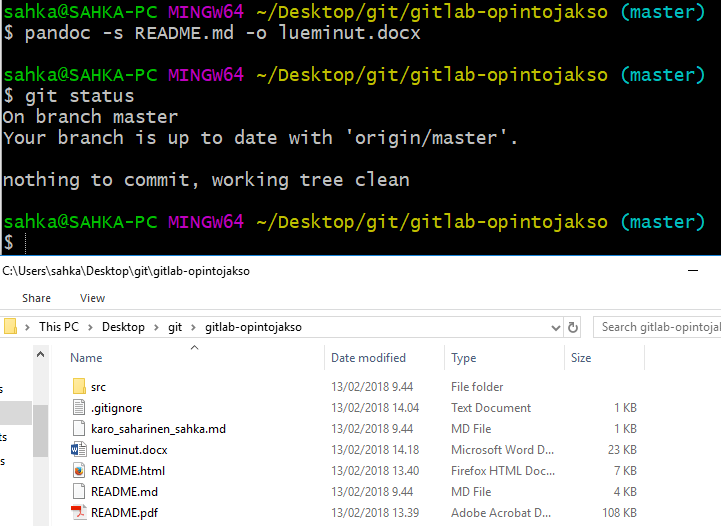 sahka@SAHKA-PC MINGW64 ~/Desktop/git/gitlab-opintojakso (master)
$ pandoc -s README.md -o lueminut.docx
sahka@SAHKA-PC MINGW64 ~/Desktop/git/gitlab-opintojakso (master)
$ git status
On branch master
Your branch is up to date with 'origin/master'.
nothing to commit, working tree clean
sahka@SAHKA-PC MINGW64 ~/Desktop/git/gitlab-opintojakso (master)
$
C:\Users\sahka\Desktop\git\gitlab-opintojakso
Share View
This PC > Desktop > git > gitlab-opintojakso Search gitlab-opintoja
Name Date modified Type Size
src 13/02/2018 9.44 File folder
.gitignore 13/02/2018 14.04 Text Document 1 KB
karo_saharinen_sahka.md 13/02/2018 9.44 MD File 1 KB
lueminut.docx 13/02/2018 14.18 Microsoft Word D... 23 KB
README.html 13/02/2018 13.40 Firefox HTML Doc... 7 KB
README.md 13/02/2018 9.44 MD File 4 KB
README.pdf 13/02/2018 13.39 Adobe Acrobat D... 108 KB